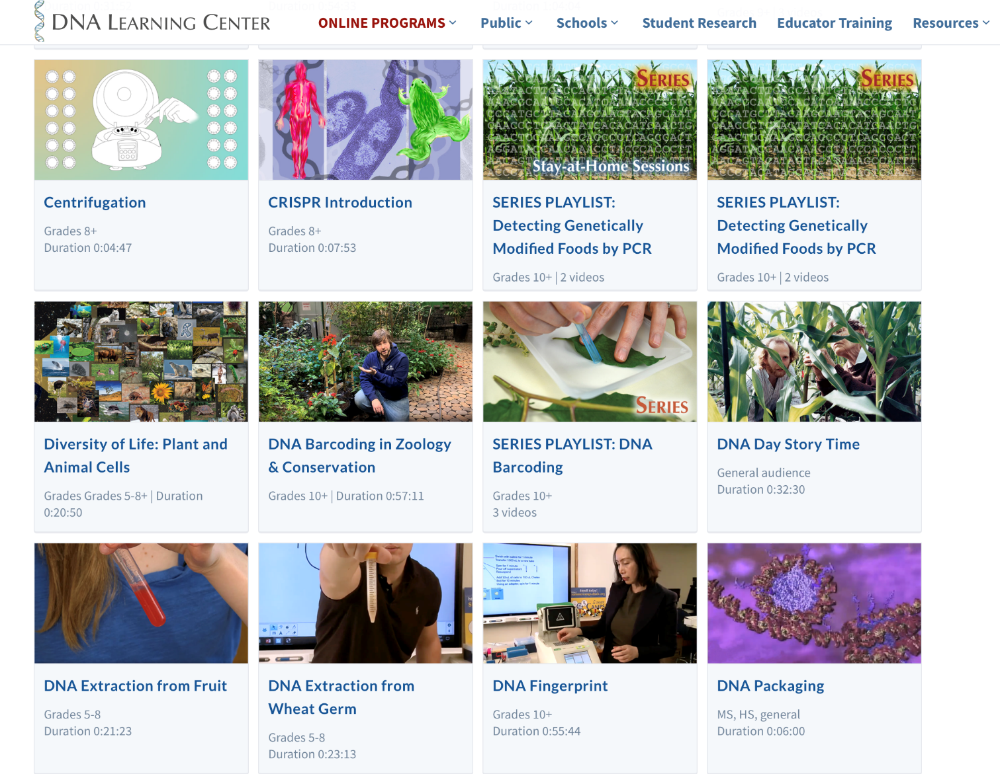 DNA LEARNING CENTER
ONLINE PROGRAMS
Public
Schools
Student Research
Educator Training
Resources
SERIES
Stay-at-Home Sessions
SERIES
Centrifugation
Grades 8+
Duration 0:04:47
CRISPR Introduction
Grades 8+
Duration 0:07:53
SERIES PLAYLIST:
Detecting Genetically
Modified Foods by PCR
Grades 10+ | 2 videos
SERIES PLAYLIST:
Detecting Genetically
Modified Foods by PCR
Grades 10+ | 2 videos
SERIES
Diversity of Life: Plant and
Animal Cells
Grades Grades 5-8+ | Duration
0:20:50
DNA Barcoding in Zoology
& Conservation
Grades 10+ | Duration 0:57:11
SERIES PLAYLIST: DNA
Barcoding
Grades 10+
3 videos
DNA Day Story Time
General audience
Duration 0:32:30
DNA Extraction from Fruit
Grades 5-8
Duration 0:21:23
DNA Extraction from
Wheat Germ
Grades 5-8
Duration 0:23:13
DNA Fingerprint
Grades 10+
Duration 0:55:44
DNA Packaging
MS, HS, general
Duration 0:06:00